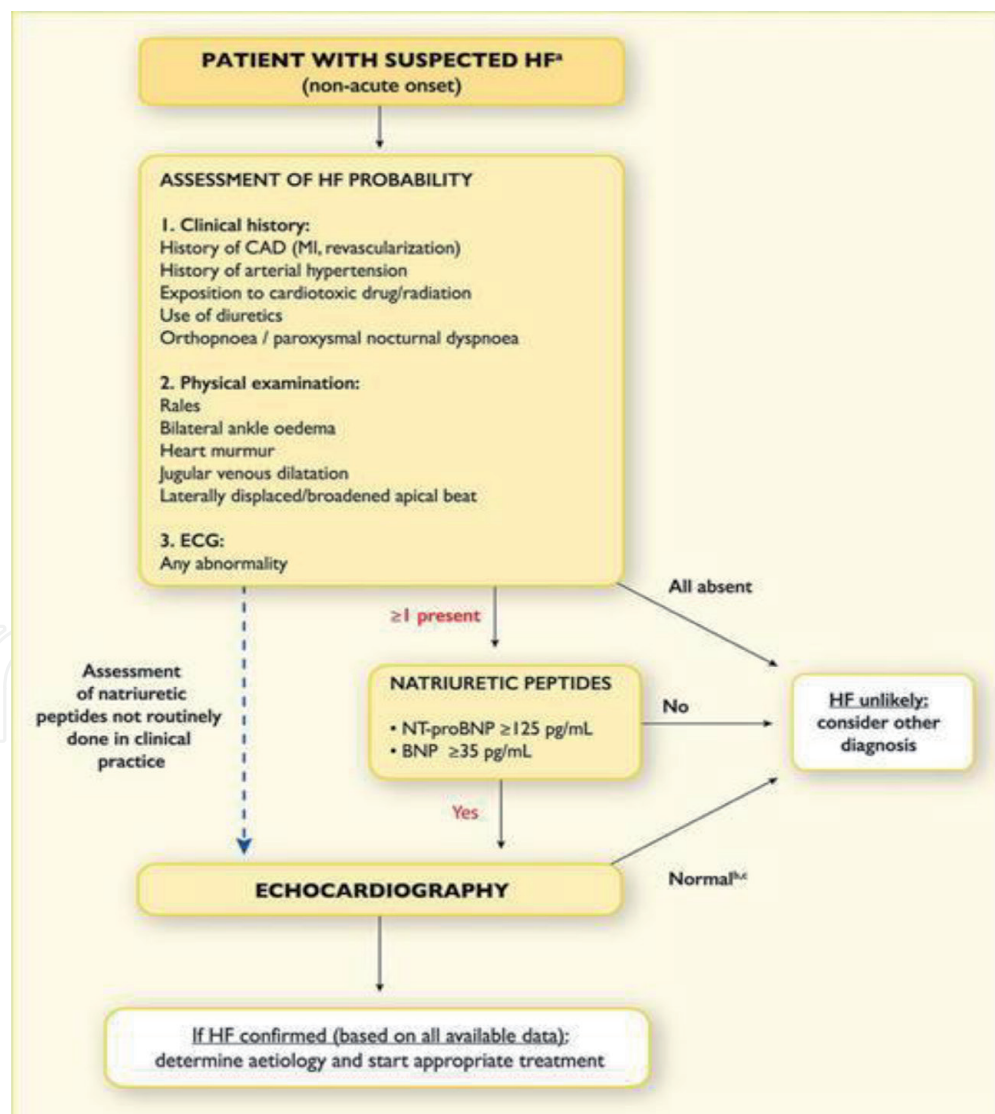 PATIENT WITH SUSPECTED HFª
(non-acute onset)
ASSESSMENT OF HF PROBABILITY
1. Clinical history:
History of CAD (MI, revascularization)
History of arterial hypertension
Exposition to cardiotoxic drug/radiation
Use of diuretics
Orthopnoea / paroxysmal nocturnal dyspnoea
2. Physical examination:
Rales
Bilateral ankle oedema
Heart murmur
Jugular venous dilatation
Laterally displaced/broadened apical beat
3. ECG:
Any abnormality
≥1 present
All absent
Assessment
of natriuretic
peptides not routinely
done in clinical
practice
NATRIURETIC PEPTIDES
• NT-proBNP ≥125 pg/mL
• BNP ≥35 pg/mL
No
HF unlikely:
consider other
diagnosis
Yes
Normalb,c
ECHOCARDIOGRAPHY
If HF confirmed (based on all available data):
determine aetiology and start appropriate treatment